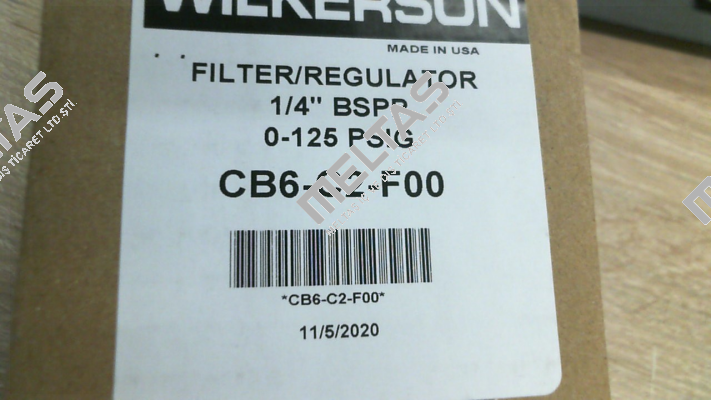 WILKERSON
MADE IN USA
FILTER/REGULATOR
1/4" BSPP
0-125 PSIG
CB6-C2-F00
*CB6-C2-F00*
11/5/2020
MELTAS
MELTAS